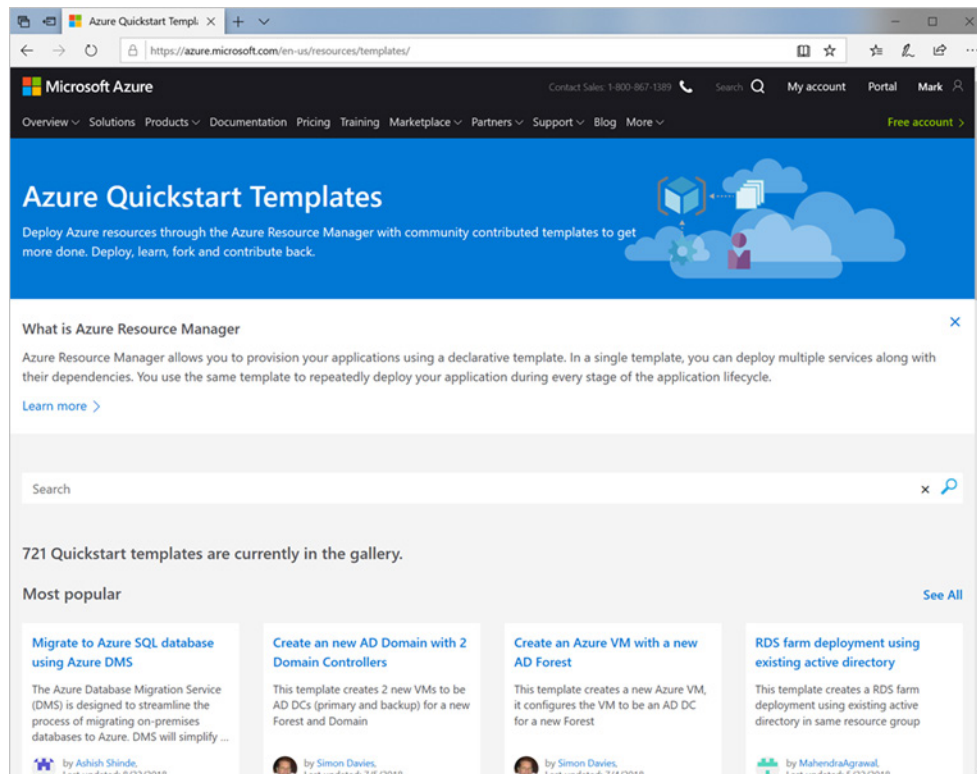 Azure Quickstart Templ
https://azure.microsoft.com/en-us/resources/templates/
Microsoft Azure
Contact Sales: 1-800-867-1389
Search
My account
Portal
Mark
Overview Solutions Products Documentation Pricing Training Marketplace Partners Support Blog More
Free account >
Azure Quickstart Templates
Deploy Azure resources through the Azure Resource Manager with community contributed templates to get
more done. Deploy, learn, fork and contribute back.
What is Azure Resource Manager
Azure Resource Manager allows you to provision your applications using a declarative template. In a single template, you can deploy multiple services along with
their dependencies. You use the same template to repeatedly deploy your application during every stage of the application lifecycle.
Learn more >
Search
721 Quickstart templates are currently in the gallery.
Most popular
See All
Migrate to Azure SQL database
using Azure DMS
The Azure Database Migration Service
(DMS) is designed to streamline the
process of migrating on-premises
databases to Azure. DMS will simplify ...
by Ashish Shinde,
Create an new AD Domain with 2
Domain Controllers
This template creates 2 new VMs to be
AD DCs (primary and backup) for a new
Forest and Domain
by Simon Davies,
Create an Azure VM with a new
AD Forest
This template creates a new Azure VM,
it configures the VM to be an AD DC
for a new Forest
by Simon Davies,
RDS farm deployment using
existing active directory
This template creates a RDS farm
deployment using existing active
directory in same resource group
by MahendraAgrawal,